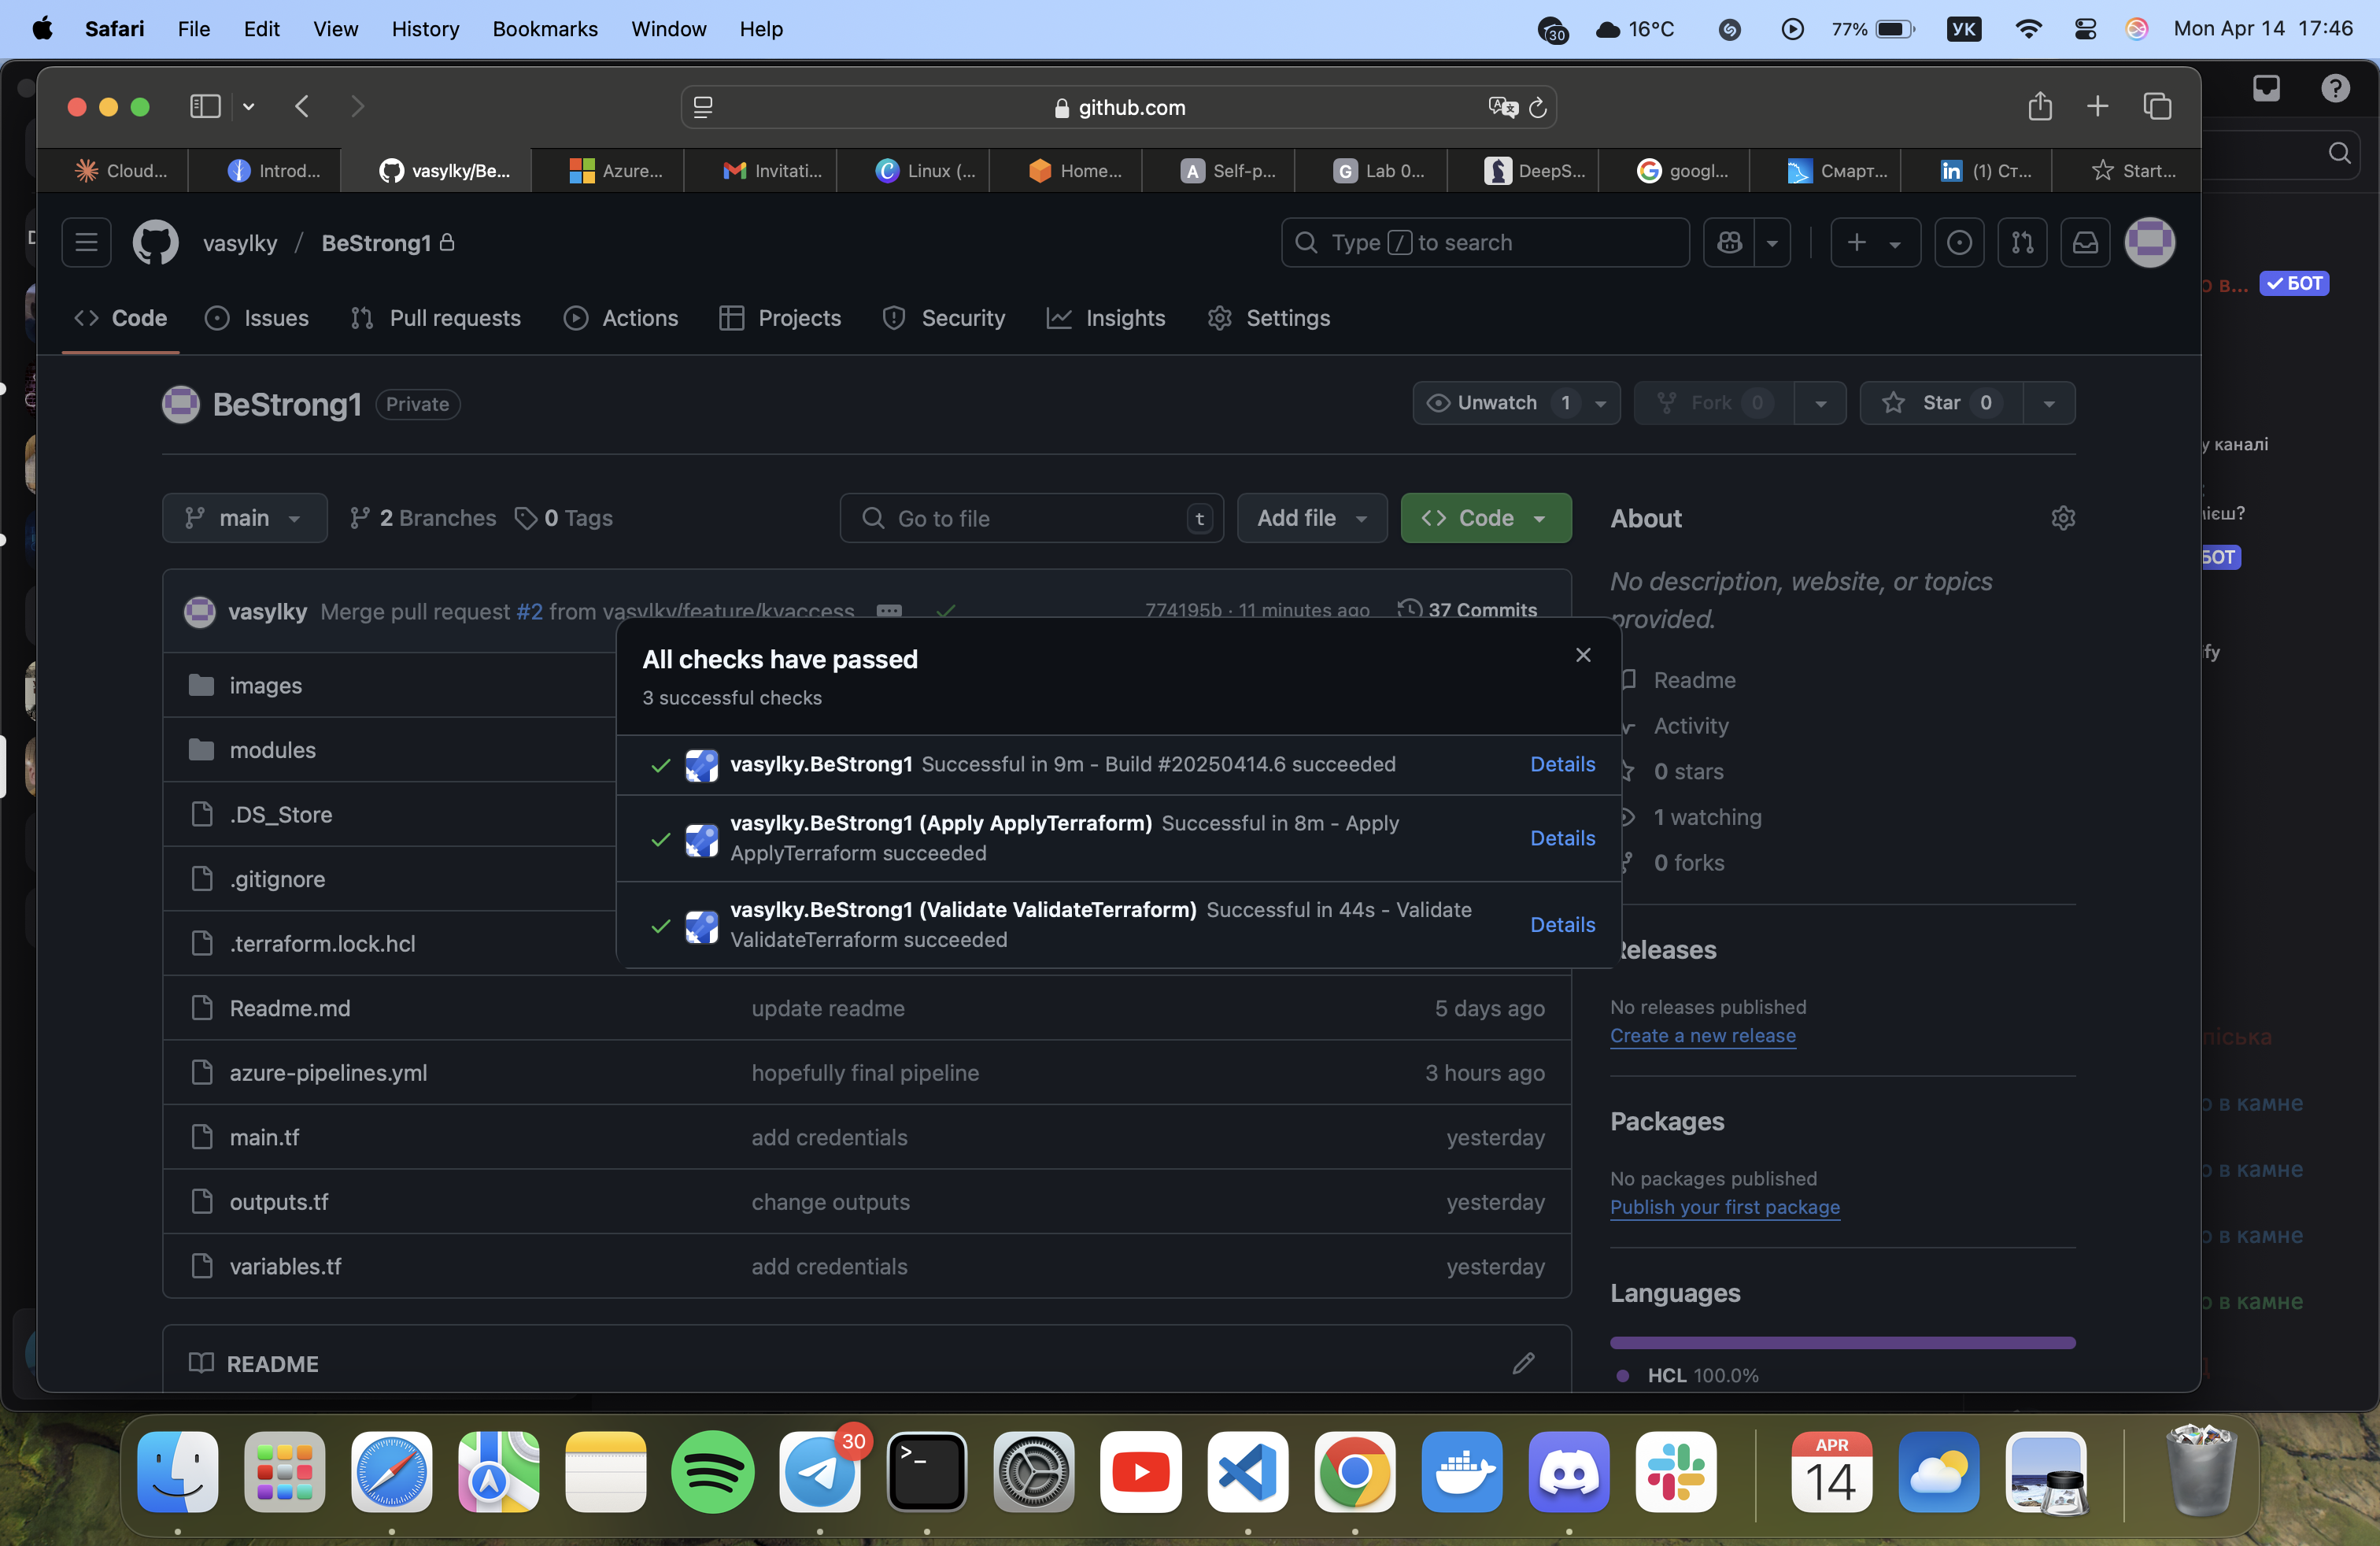 Safari File Edit View History Bookmarks Window Help
30 16°C 77% УК Mon Apr 14 17:46
github.com
Cloud... Introd... vasylky/Be... Azure... Invitati... Linux (... Home... Self-p... Lab 0... DeepS... googl... Смарт... (1) Ст... Start...
vasylky / BeStrong1 Type / to search
Code Issues Pull requests Actions Projects Security Insights Settings
БОТ
BeStrong1 Private Unwatch 1 Fork 0 Star 0
у каналі
main 2 Branches 0 Tags Go to file t Add file Code About
No description, website, or topics
provided.
БОТ
vasylky Merge pull request #2 from vasylky/feature/kvaccess 774195b · 11 minutes ago 37 Commits
All checks have passed
3 successful checks
vasylky.BeStrong1 Successful in 9m - Build #20250414.6 succeeded Details
vasylky.BeStrong1 (Apply ApplyTerraform) Successful in 8m - Apply
ApplyTerraform succeeded Details
vasylky.BeStrong1 (Validate ValidateTerraform) Successful in 44s - Validate
ValidateTerraform succeeded Details
images
modules
.DS_Store
.gitignore
.terraform.lock.hcl
Readme.md update readme 5 days ago
azure-pipelines.yml hopefully final pipeline 3 hours ago
main.tf add credentials yesterday
outputs.tf change outputs yesterday
variables.tf add credentials yesterday
README
Readme
Activity
0 stars
1 watching
0 forks
Releases
No releases published
Create a new release
Packages
No packages published
Publish your first package
Languages
HCL 100.0%
в камне
в камне
в камне
в камне
30
APR
14